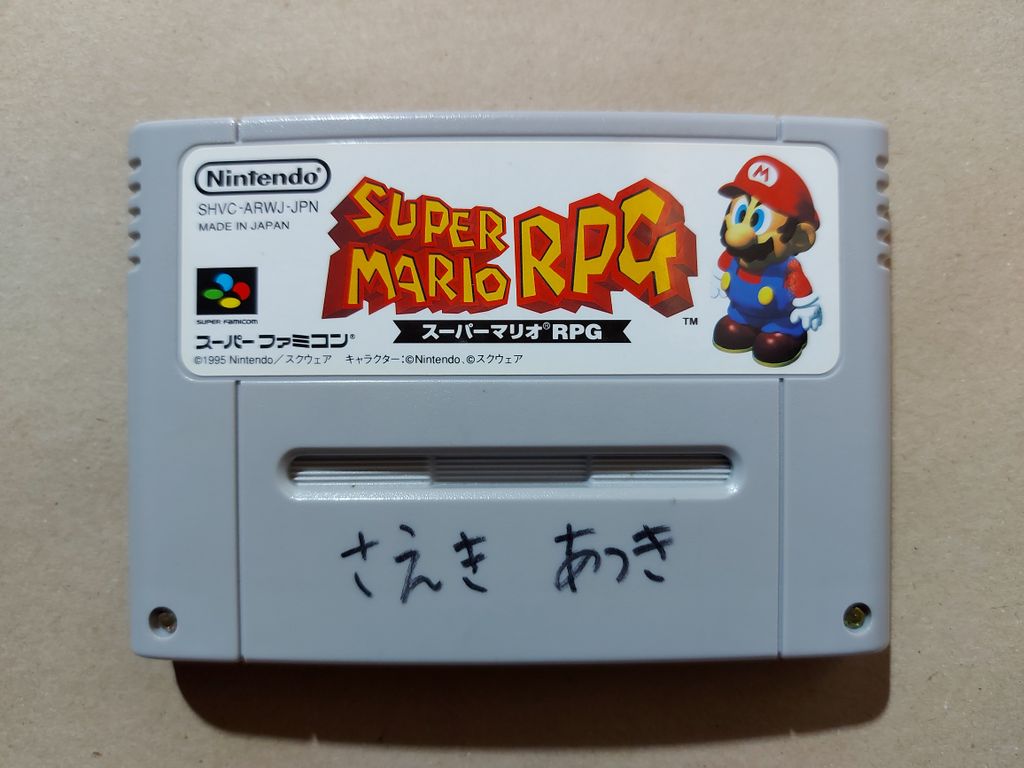 Nintendo®
SHVC-ARWJ-JPN
MADE IN JAPAN
SUPER
MARIO RPG
TM
スーパーマリオ® RPG
SUPER FAMICOM
スーパー ファミコン®
©1995 Nintendo／スクウェア キャラクター：©Nintendo、©スクウェア
M
さえき あつき